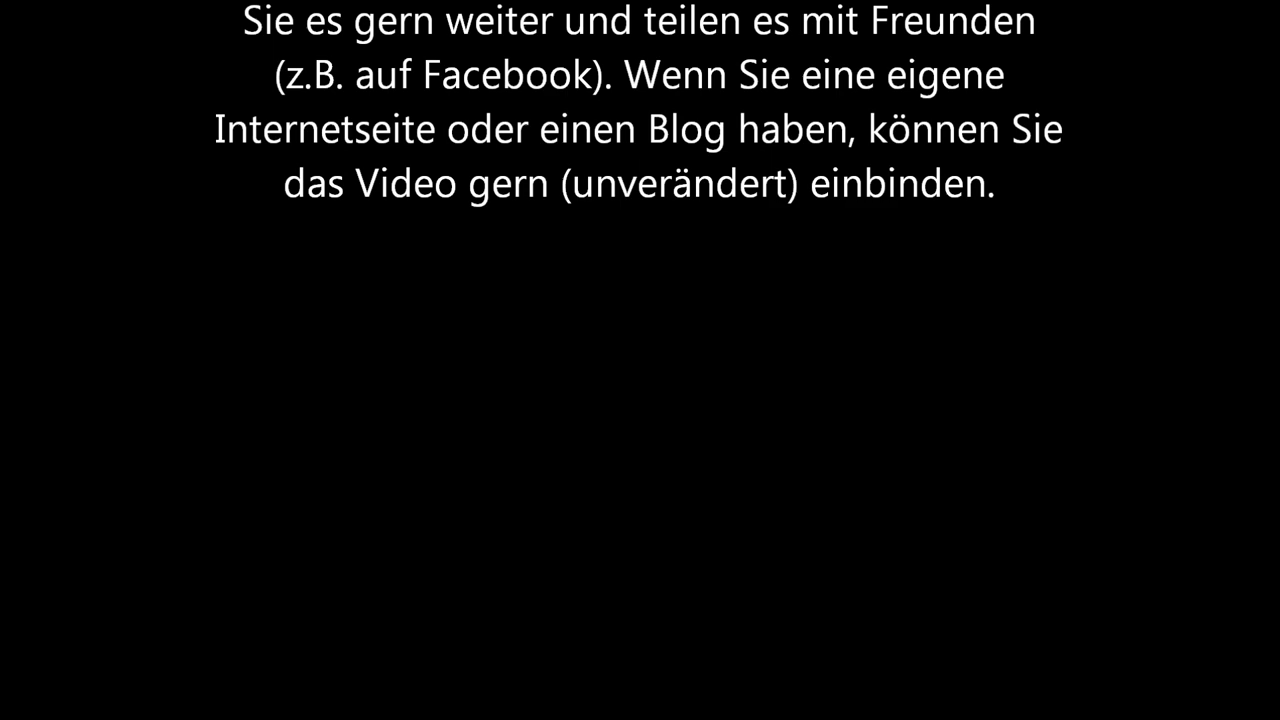 Sie es gern weiter und teilen es mit Freunden
(z.B. auf Facebook). Wenn Sie eine eigene
Internetseite oder einen Blog haben, können Sie
das Video gern (unverändert) einbinden.